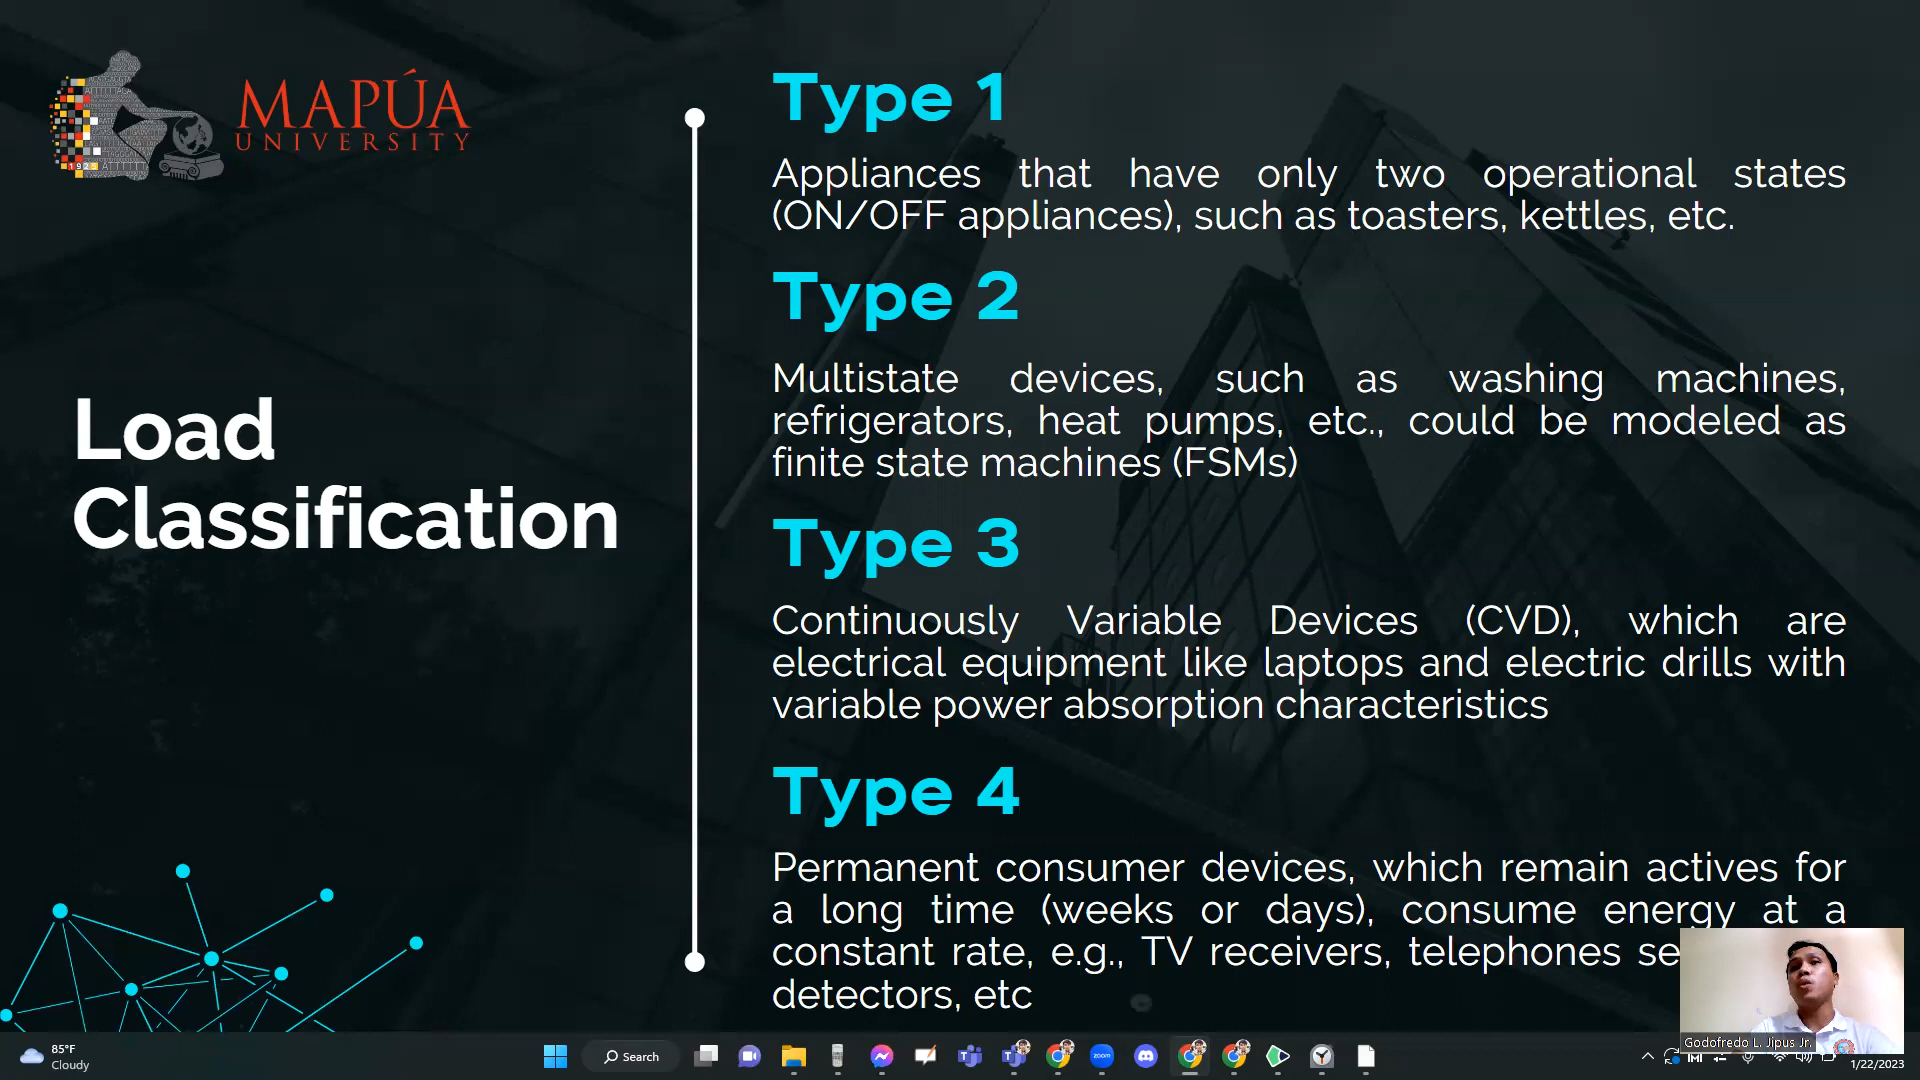 MAPÚA
UNIVERSITY
1925
Load
Classification
Type 1
Appliances that have only two operational states
(ON/OFF appliances), such as toasters, kettles, etc.
Type 2
Multistate devices, such as washing machines,
refrigerators, heat pumps, etc., could be modeled as
finite state machines (FSMs)
Type 3
Continuously Variable Devices (CVD), which are
electrical equipment like laptops and electric drills with
variable power absorption characteristics
Type 4
Permanent consumer devices, which remain actives for
a long time (weeks or days), consume energy at a
constant rate, e.g., TV receivers, telephones
detectors, etc
Godofredo L. Jipus Jr.
85°F
Cloudy
Search
zoom
1/22/2023